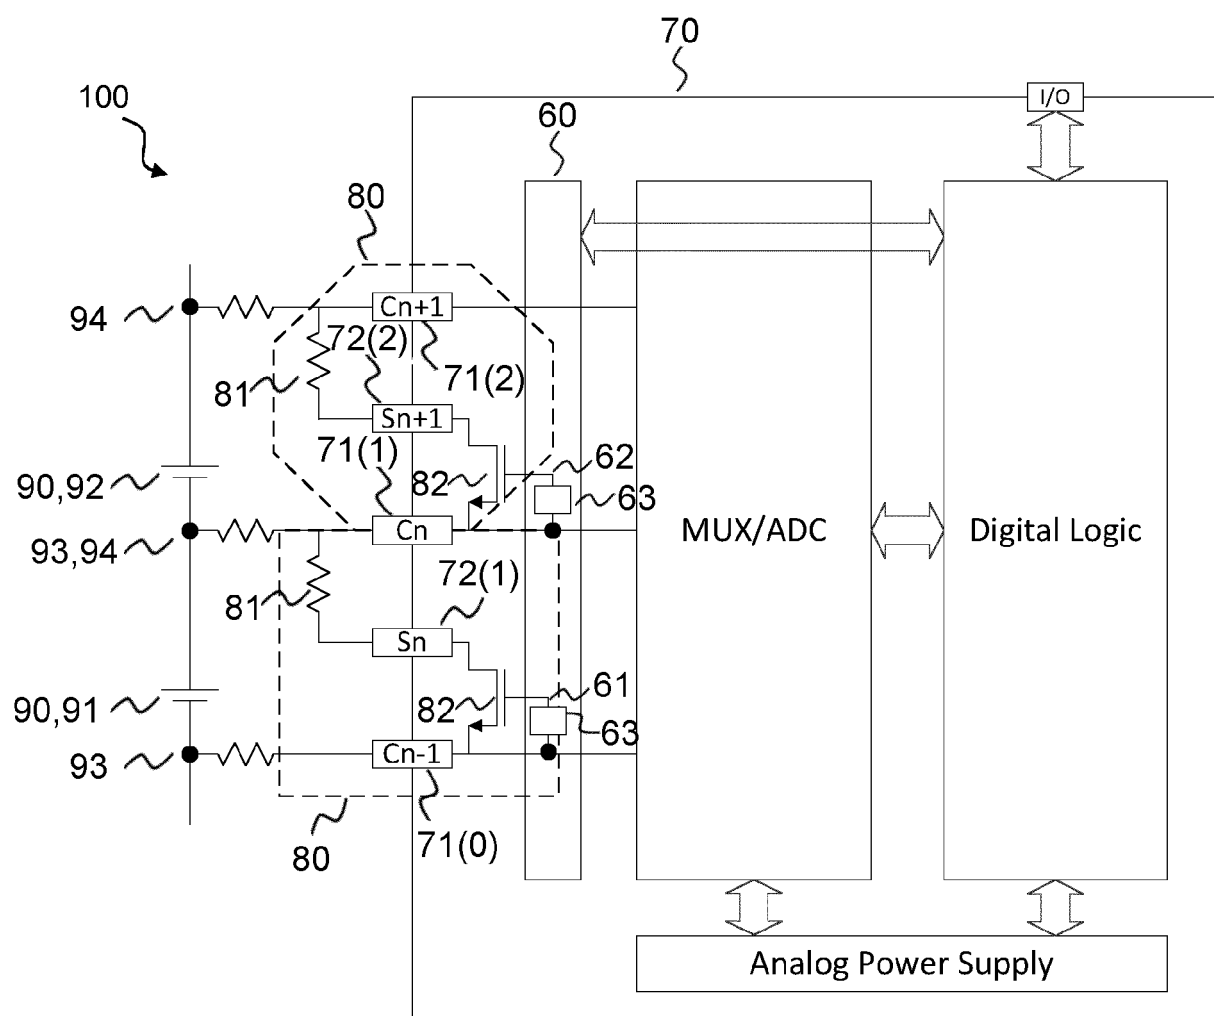 70
100
I/O
60
80
94
Cn+1
72(2)
81
71(2)
Sn+1
71(1)
62
90,92
82
63
Cn
MUX/ADC
Digital Logic
93,94
72(1)
81
Sn
61
90,91
82
63
93
Cn-1
80
71(0)
Analog Power Supply